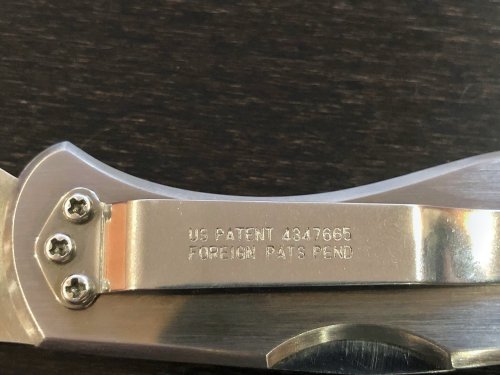 US PATENT 4347665
FOREIGN PATS PEND